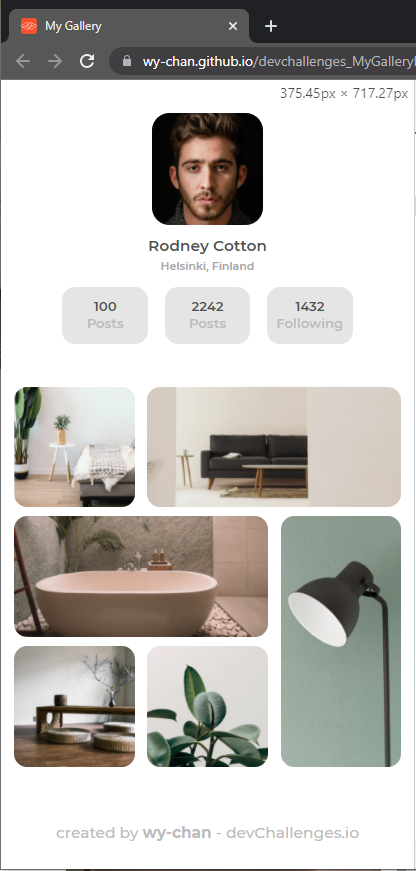 My Gallery
wy-chan.github.io/devchallenges_MyGallery
375.45px × 717.27px
Rodney Cotton
Helsinki, Finland
100 2242 1432
Posts Posts Following
created by wy-chan - devChallenges.io